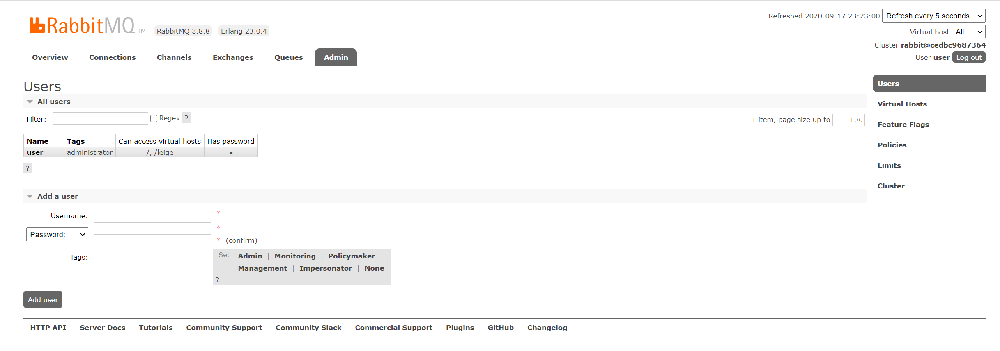 Refreshed 2020-09-17 23:23:00 Refresh every 5 seconds
RabbitMQ TM RabbitMQ 3.8.8 Erlang 23.0.4
Virtual host All
Cluster rabbit@cedbc9687364
User user Log out
Overview Connections Channels Exchanges Queues Admin
Users
All users
Filter: Regex ? 1 item, page size up to 100
Name Tags Can access virtual hosts Has password
user administrator /, /leige ●
?
Add a user
Username: *
Password: *
* (confirm)
Tags: Set Admin | Monitoring | Policymaker
Management | Impersonator | None
?
Add user
Users
Virtual Hosts
Feature Flags
Policies
Limits
Cluster
HTTP API Server Docs Tutorials Community Support Community Slack Commercial Support Plugins GitHub Changelog